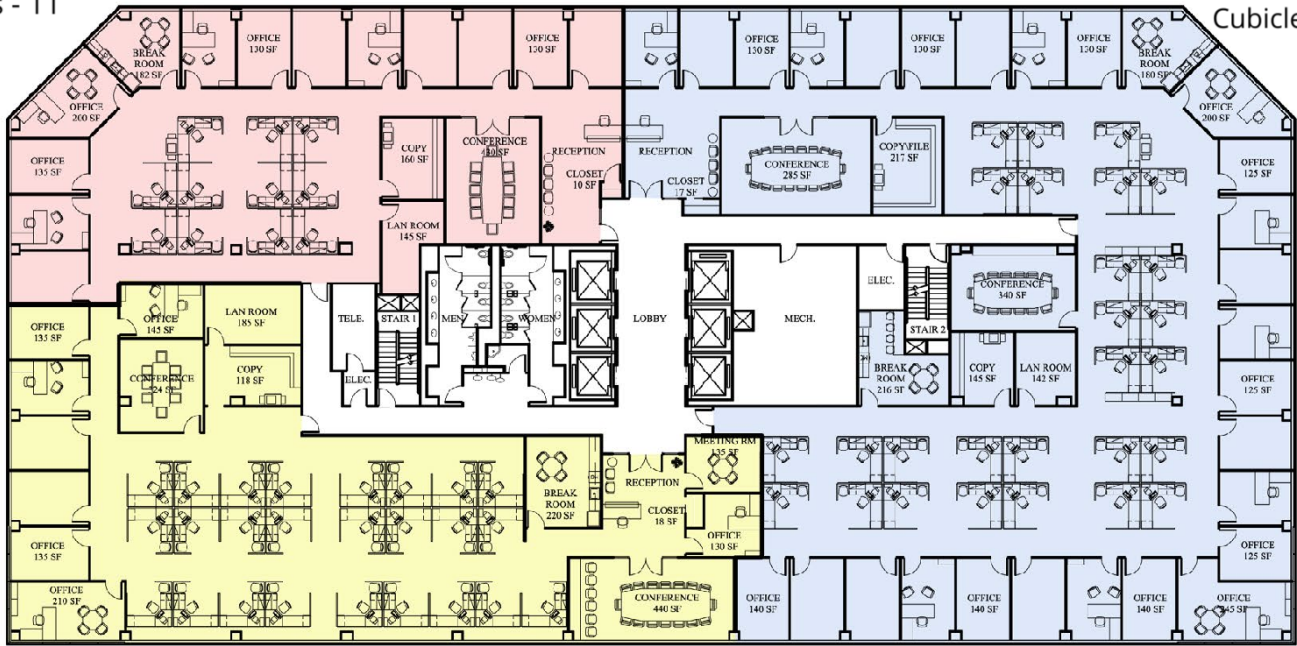 s - 11
Cubicle
BREAK
ROOM
182 SF
OFFICE
130 SF
OFFICE
130 SF
OFFICE
130 SF
OFFICE
130 SF
OFFICE
130 SF
BREAK
ROOM
180 SF
OFFICE
200 SF
OFFICE
200 SF
OFFICE
135 SF
COPY
160 SF
CONFERENCE
430 SF
RECEPTION
CLOSET
10 SF
RECEPTION
CLOSET
17 SF
CONFERENCE
285 SF
COPY\FILE
217 SF
OFFICE
125 SF
LAN ROOM
145 SF
OFFICE
135 SF
OFFICE
145 SF
LAN ROOM
185 SF
TELE.
STAIR 1
MEN
WOMEN
LOBBY
MECH.
ELEC.
STAIR 2
CONFERENCE
340 SF
CONFERENCE
24 SF
COPY
118 SF
ELEC.
BREAK
ROOM
216 SF
COPY
145 SF
LAN ROOM
142 SF
OFFICE
125 SF
MEETING RM
135 SF
BREAK
ROOM
220 SF
RECEPTION
CLOSET
18 SF
OFFICE
130 SF
OFFICE
135 SF
OFFICE
125 SF
OFFICE
210 SF
CONFERENCE
440 SF
OFFICE
140 SF
OFFICE
140 SF
OFFICE
140 SF
OFFICE
245 SF